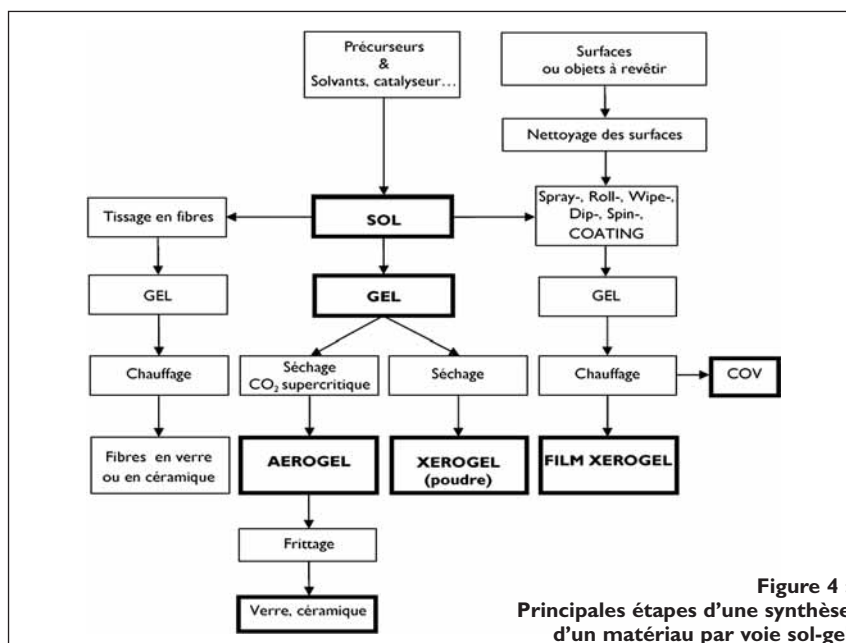 Précurseurs
&
Solvants, catalyseur…
Surfaces
ou objets à revêtir
Nettoyage des surfaces
Tissage en fibres
SOL
Spray-, Roll-, Wipe-,
Dip-, Spin-,
COATING
GEL
GEL
GEL
Chauffage
Séchage
CO2 supercritique
Séchage
Chauffage
COV
Fibres en verre
ou en céramique
AEROGEL
XEROGEL
(poudre)
FILM XEROGEL
Frittage
Verre, céramique
Figure 4 :
Principales étapes d’une synthèse
d’un matériau par voie sol-gel